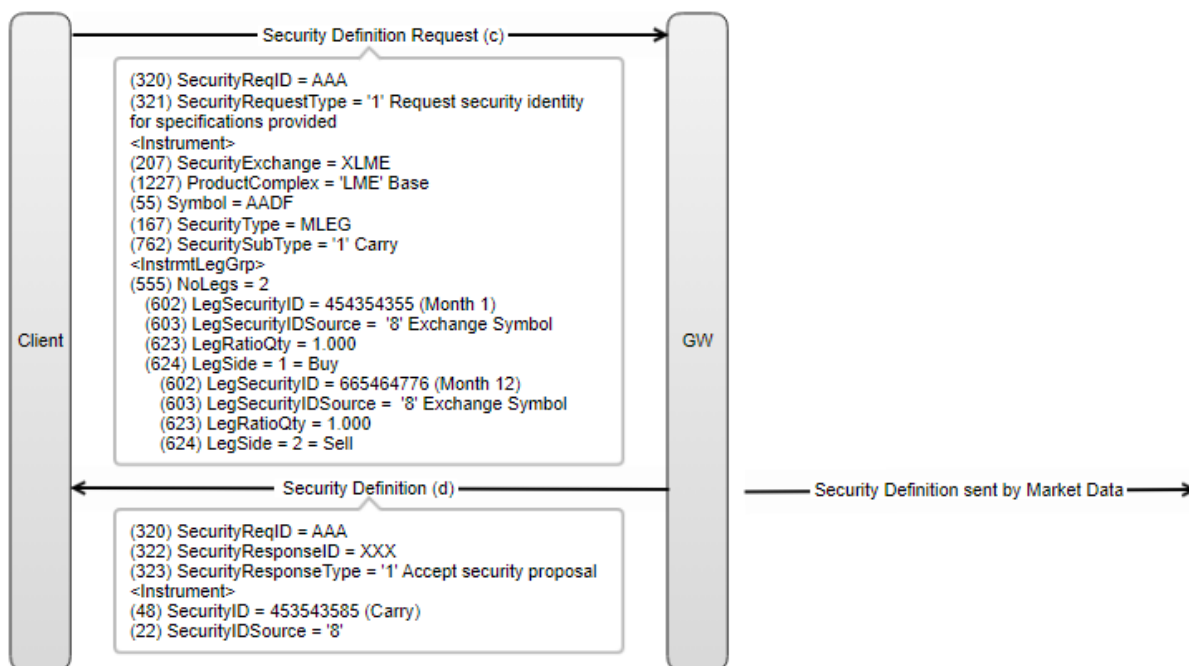 Security Definition Request (c)
(320) SecurityReqID = AAA
(321) SecurityRequestType = '1' Request security identity
for specifications provided
<Instrument>
(207) SecurityExchange = XLME
(1227) ProductComplex = 'LME' Base
(55) Symbol = AADF
(167) SecurityType = MLEG
(762) SecuritySubType = '1' Carry
<InstrmtLegGrp>
(555) NoLegs = 2
(602) LegSecurityID = 454354355 (Month 1)
(603) LegSecurityIDSource = '8' Exchange Symbol
(623) LegRatioQty = 1.000
(624) LegSide = 1 = Buy
(602) LegSecurityID = 665464776 (Month 12)
(603) LegSecurityIDSource = '8' Exchange Symbol
(623) LegRatioQty = 1.000
(624) LegSide = 2 = Sell
Client
GW
Security Definition (d)
Security Definition sent by Market Data
(320) SecurityReqID = AAA
(322) SecurityResponseID = XXX
(323) SecurityResponseType = '1' Accept security proposal
<Instrument>
(48) SecurityID = 453543585 (Carry)
(22) SecurityIDSource = '8'